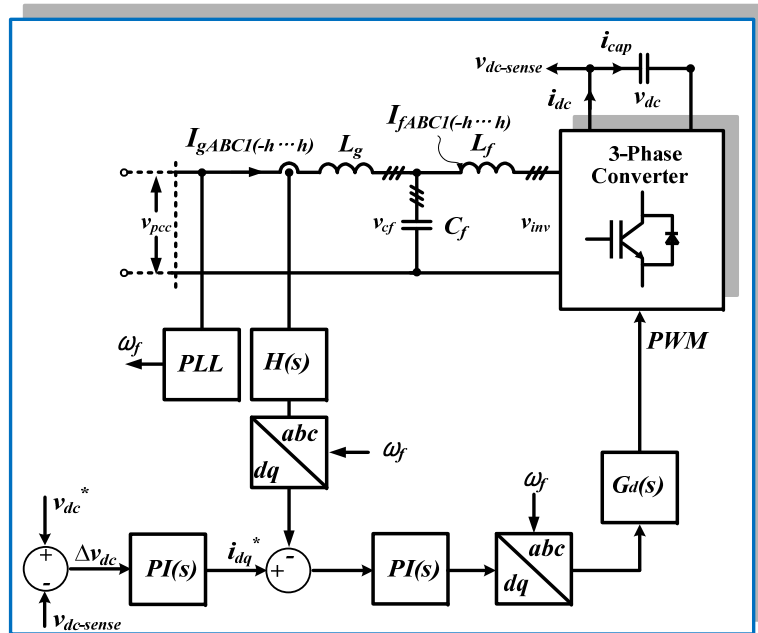 i_cap
v_dc-sense
v_dc
i_dc
I_gABC1(-h···h)
I_fABC1(-h···h)
L_g
L_f
3-Phase
Converter
v_pcc
v_cf
C_f
v_inv
PWM
ω_f
PLL
H(s)
abc
dq
ω_f
G_d(s)
ω_f
v_dc*
+
-
Δv_dc
PI(s)
i_dq*
-
+
PI(s)
abc
dq
v_dc-sense